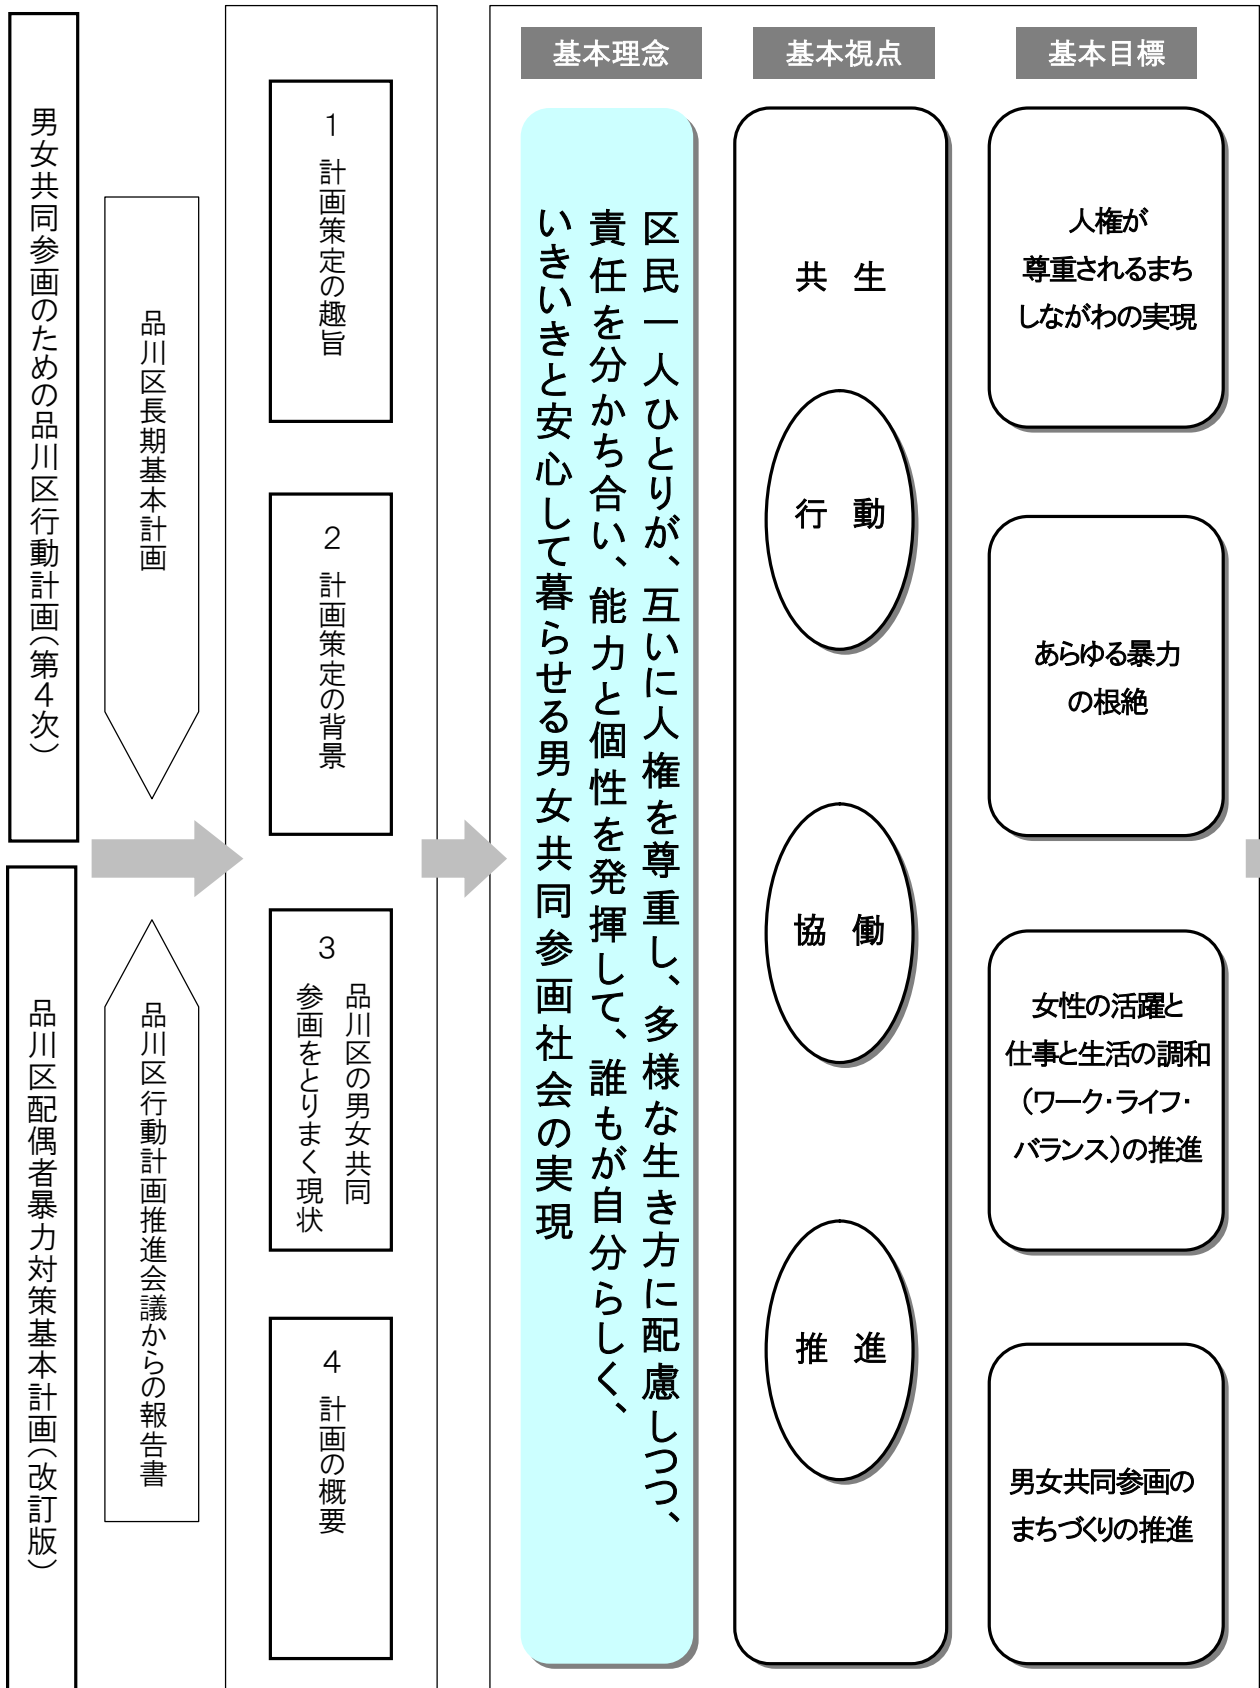 男女共同参画のための品川区行動計画（第４次）
品川区配偶者暴力対策基本計画（改訂版）
品川区長期基本計画
品川区行動計画推進会議からの報告書
1 計画策定の趣旨
2 計画策定の背景
3 品川区の男女共同
参画をとりまく現状
4 計画の概要
基本理念
区民一人ひとりが、互いに人権を尊重し、多様な生き方に配慮しつつ、
責任を分かち合い、能力と個性を発揮して、誰もが自分らしく、
いきいきと安心して暮らせる男女共同参画社会の実現
基本視点
共 生
行 動
協 働
推 進
基本目標
人権が
尊重されるまち
しながわの実現
あらゆる暴力
の根絶
女性の活躍と
仕事と生活の調和
（ワーク・ライフ・
バランス）の推進
男女共同参画の
まちづくりの推進